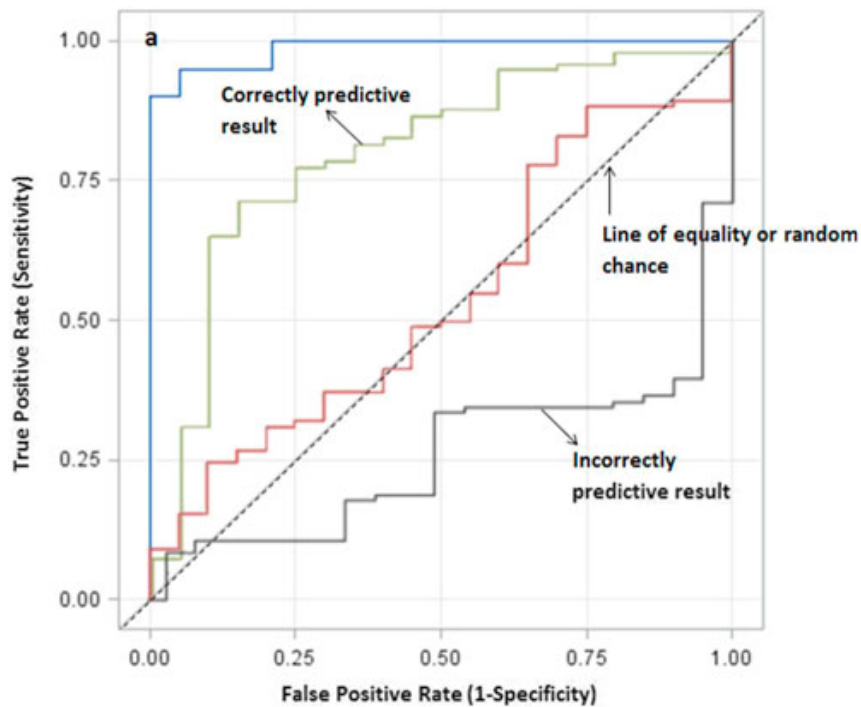 a
1.00
Correctly predictive
result
0.75
Line of equality or random
chance
True Positive Rate (Sensitivity)
0.50
0.25
Incorrectly
predictive result
0.00
0.00 0.25 0.50 0.75 1.00
False Positive Rate (1-Specificity)